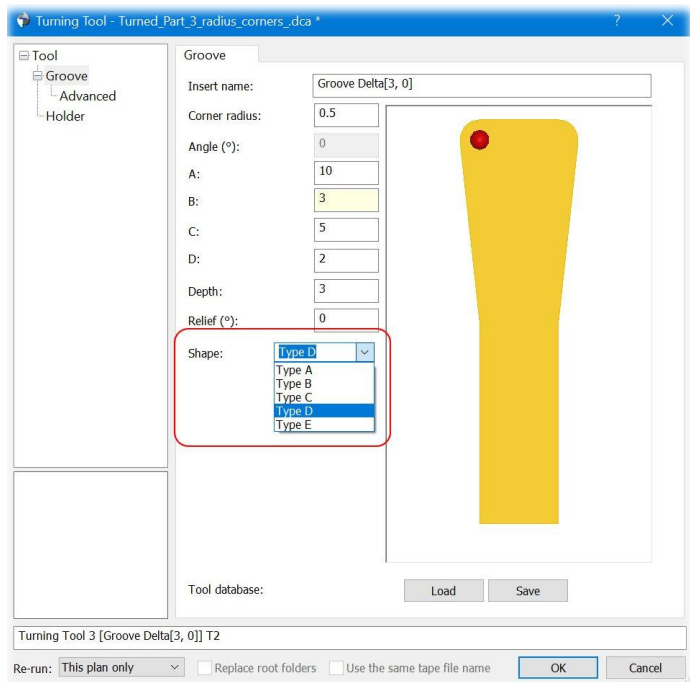 Turning Tool - Turned_Part_3_radius_corners_.dca * ? ×
Tool
Groove
Advanced
Holder
Groove
Insert name: Groove Delta[3, 0]
Corner radius: 0.5
Angle (°): 0
A: 10
B: 3
C: 5
D: 2
Depth: 3
Relief (°): 0
Shape: Type D
Type A
Type B
Type C
Type D
Type E
Tool database: Load Save
Turning Tool 3 [Groove Delta[3, 0]] T2
Re-run: This plan only Replace root folders Use the same tape file name OK Cancel